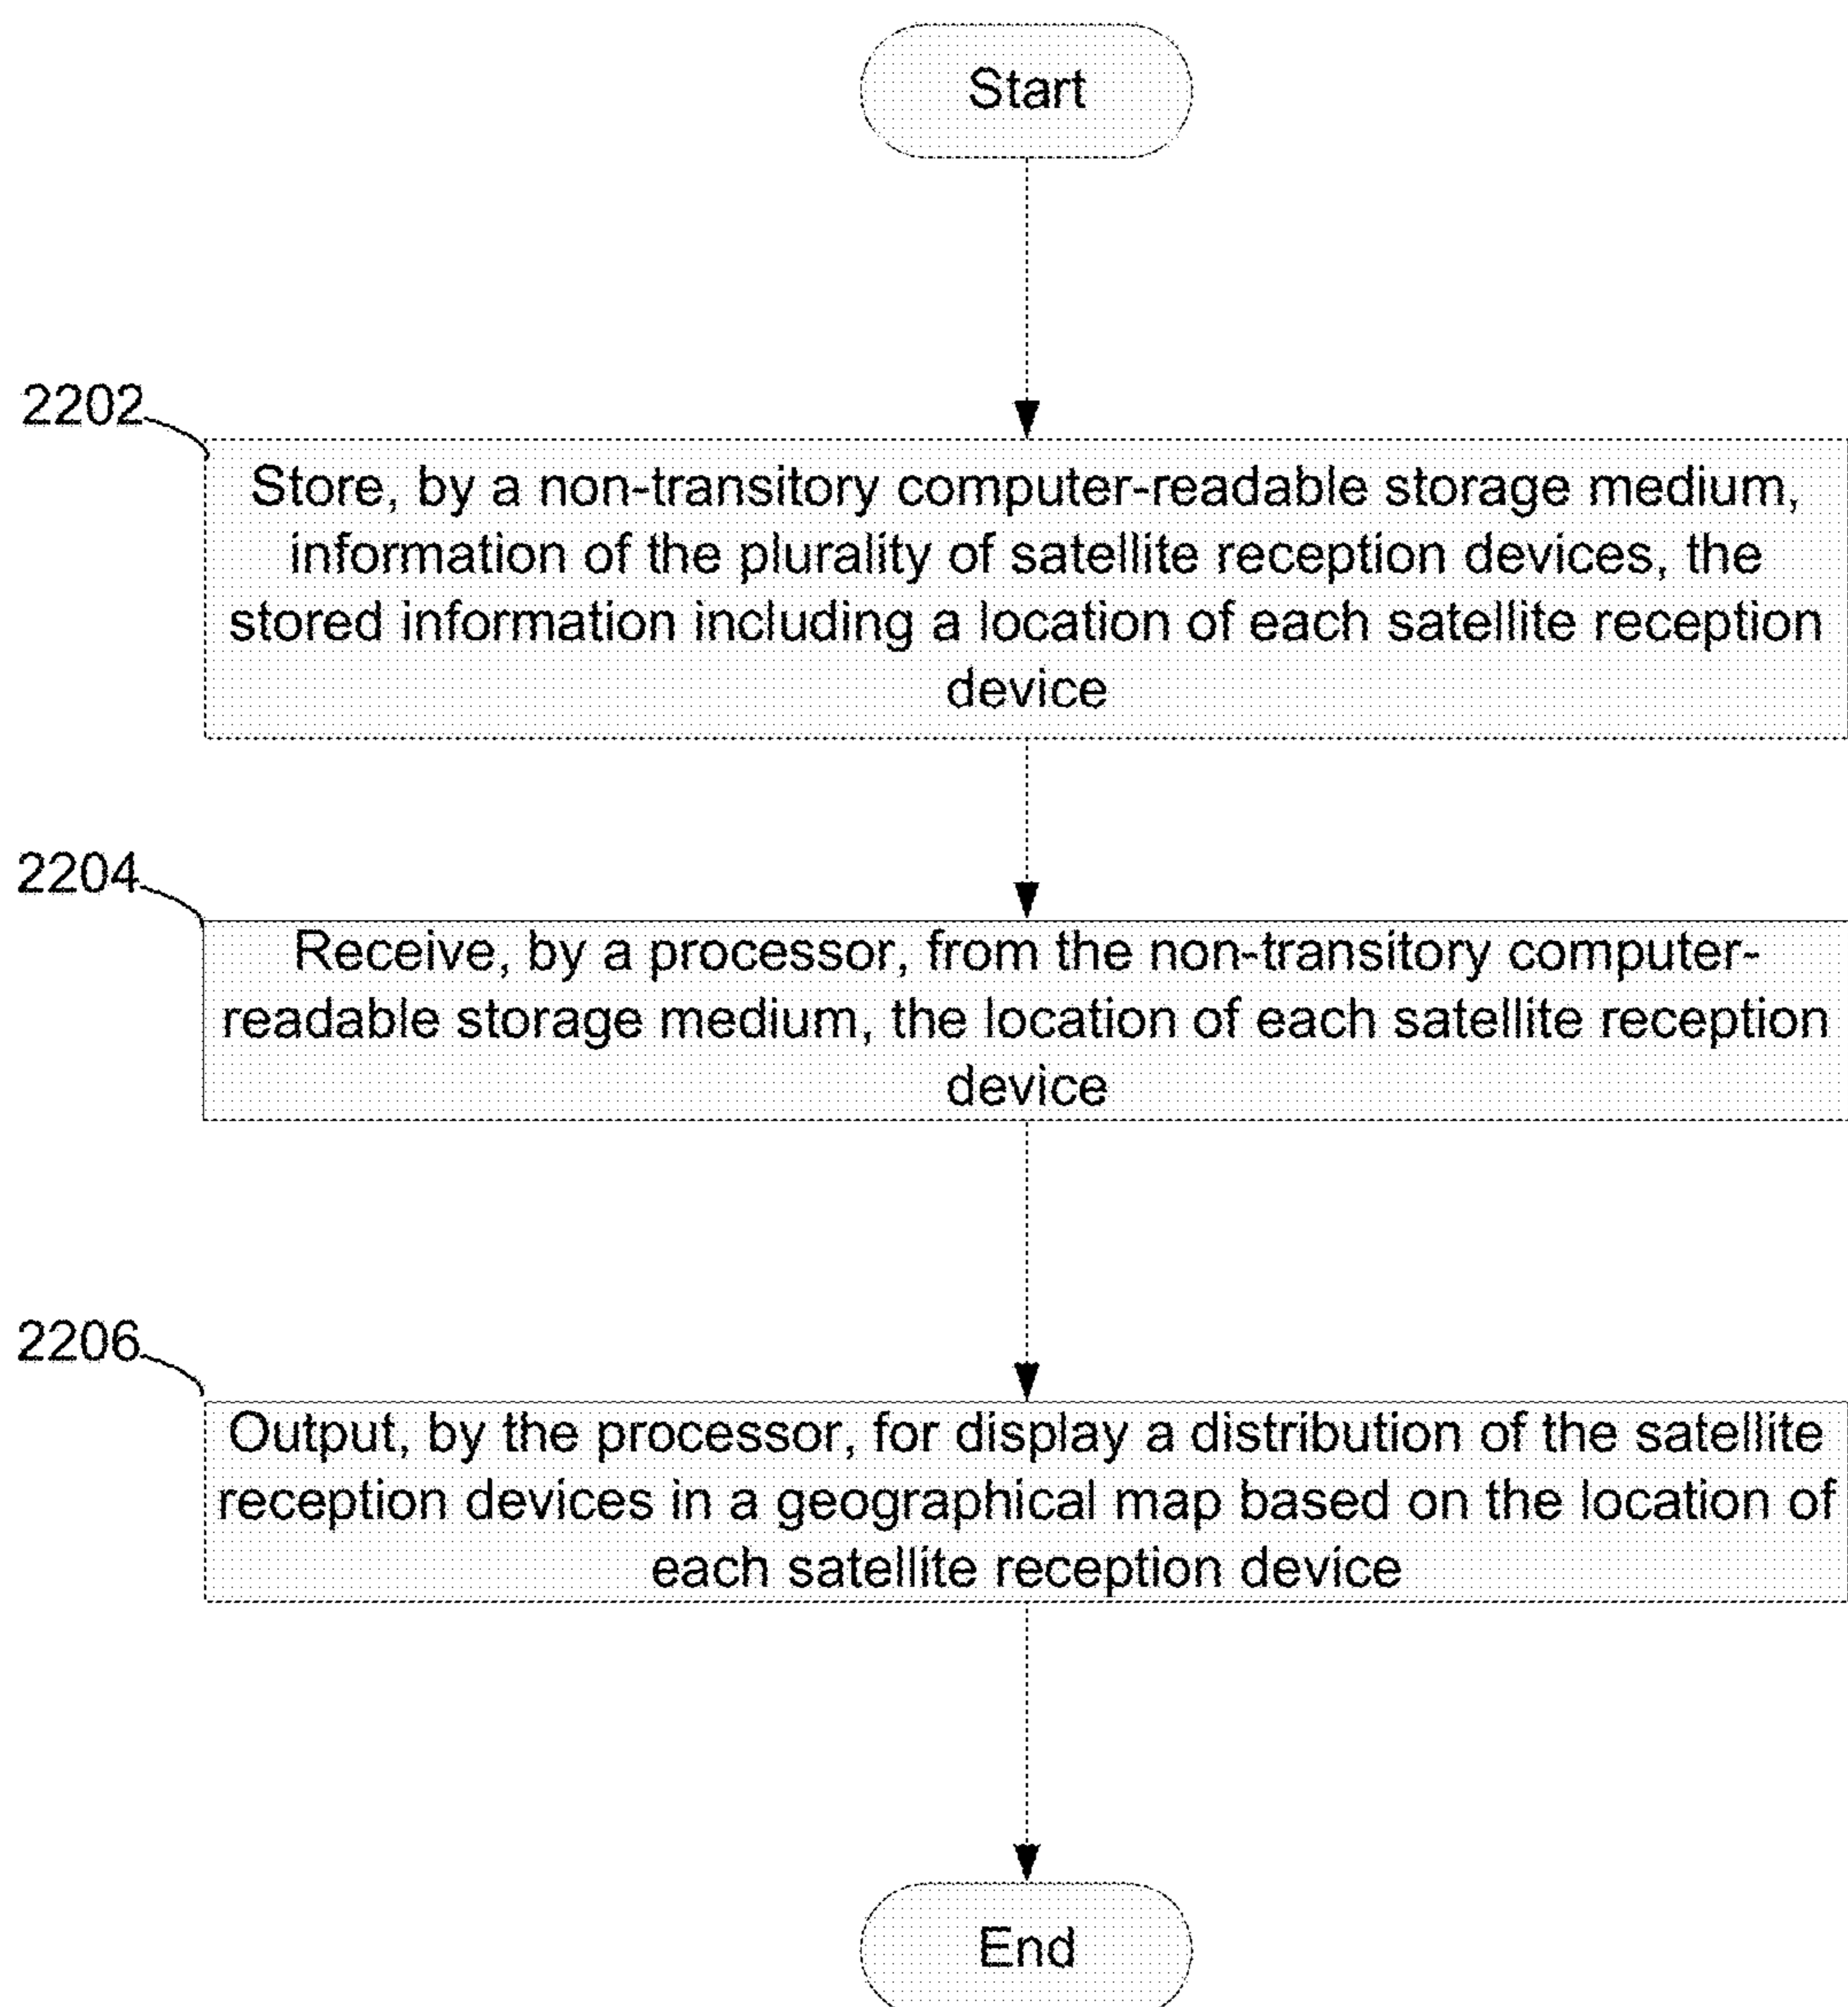 Start
2202
Store, by a non-transitory computer-readable storage medium,
information of the plurality of satellite reception devices, the
stored information including a location of each satellite reception
device
2204
Receive, by a processor, from the non-transitory computer-
readable storage medium, the location of each satellite reception
device
2206
Output, by the processor, for display a distribution of the satellite
reception devices in a geographical map based on the location of
each satellite reception device
End